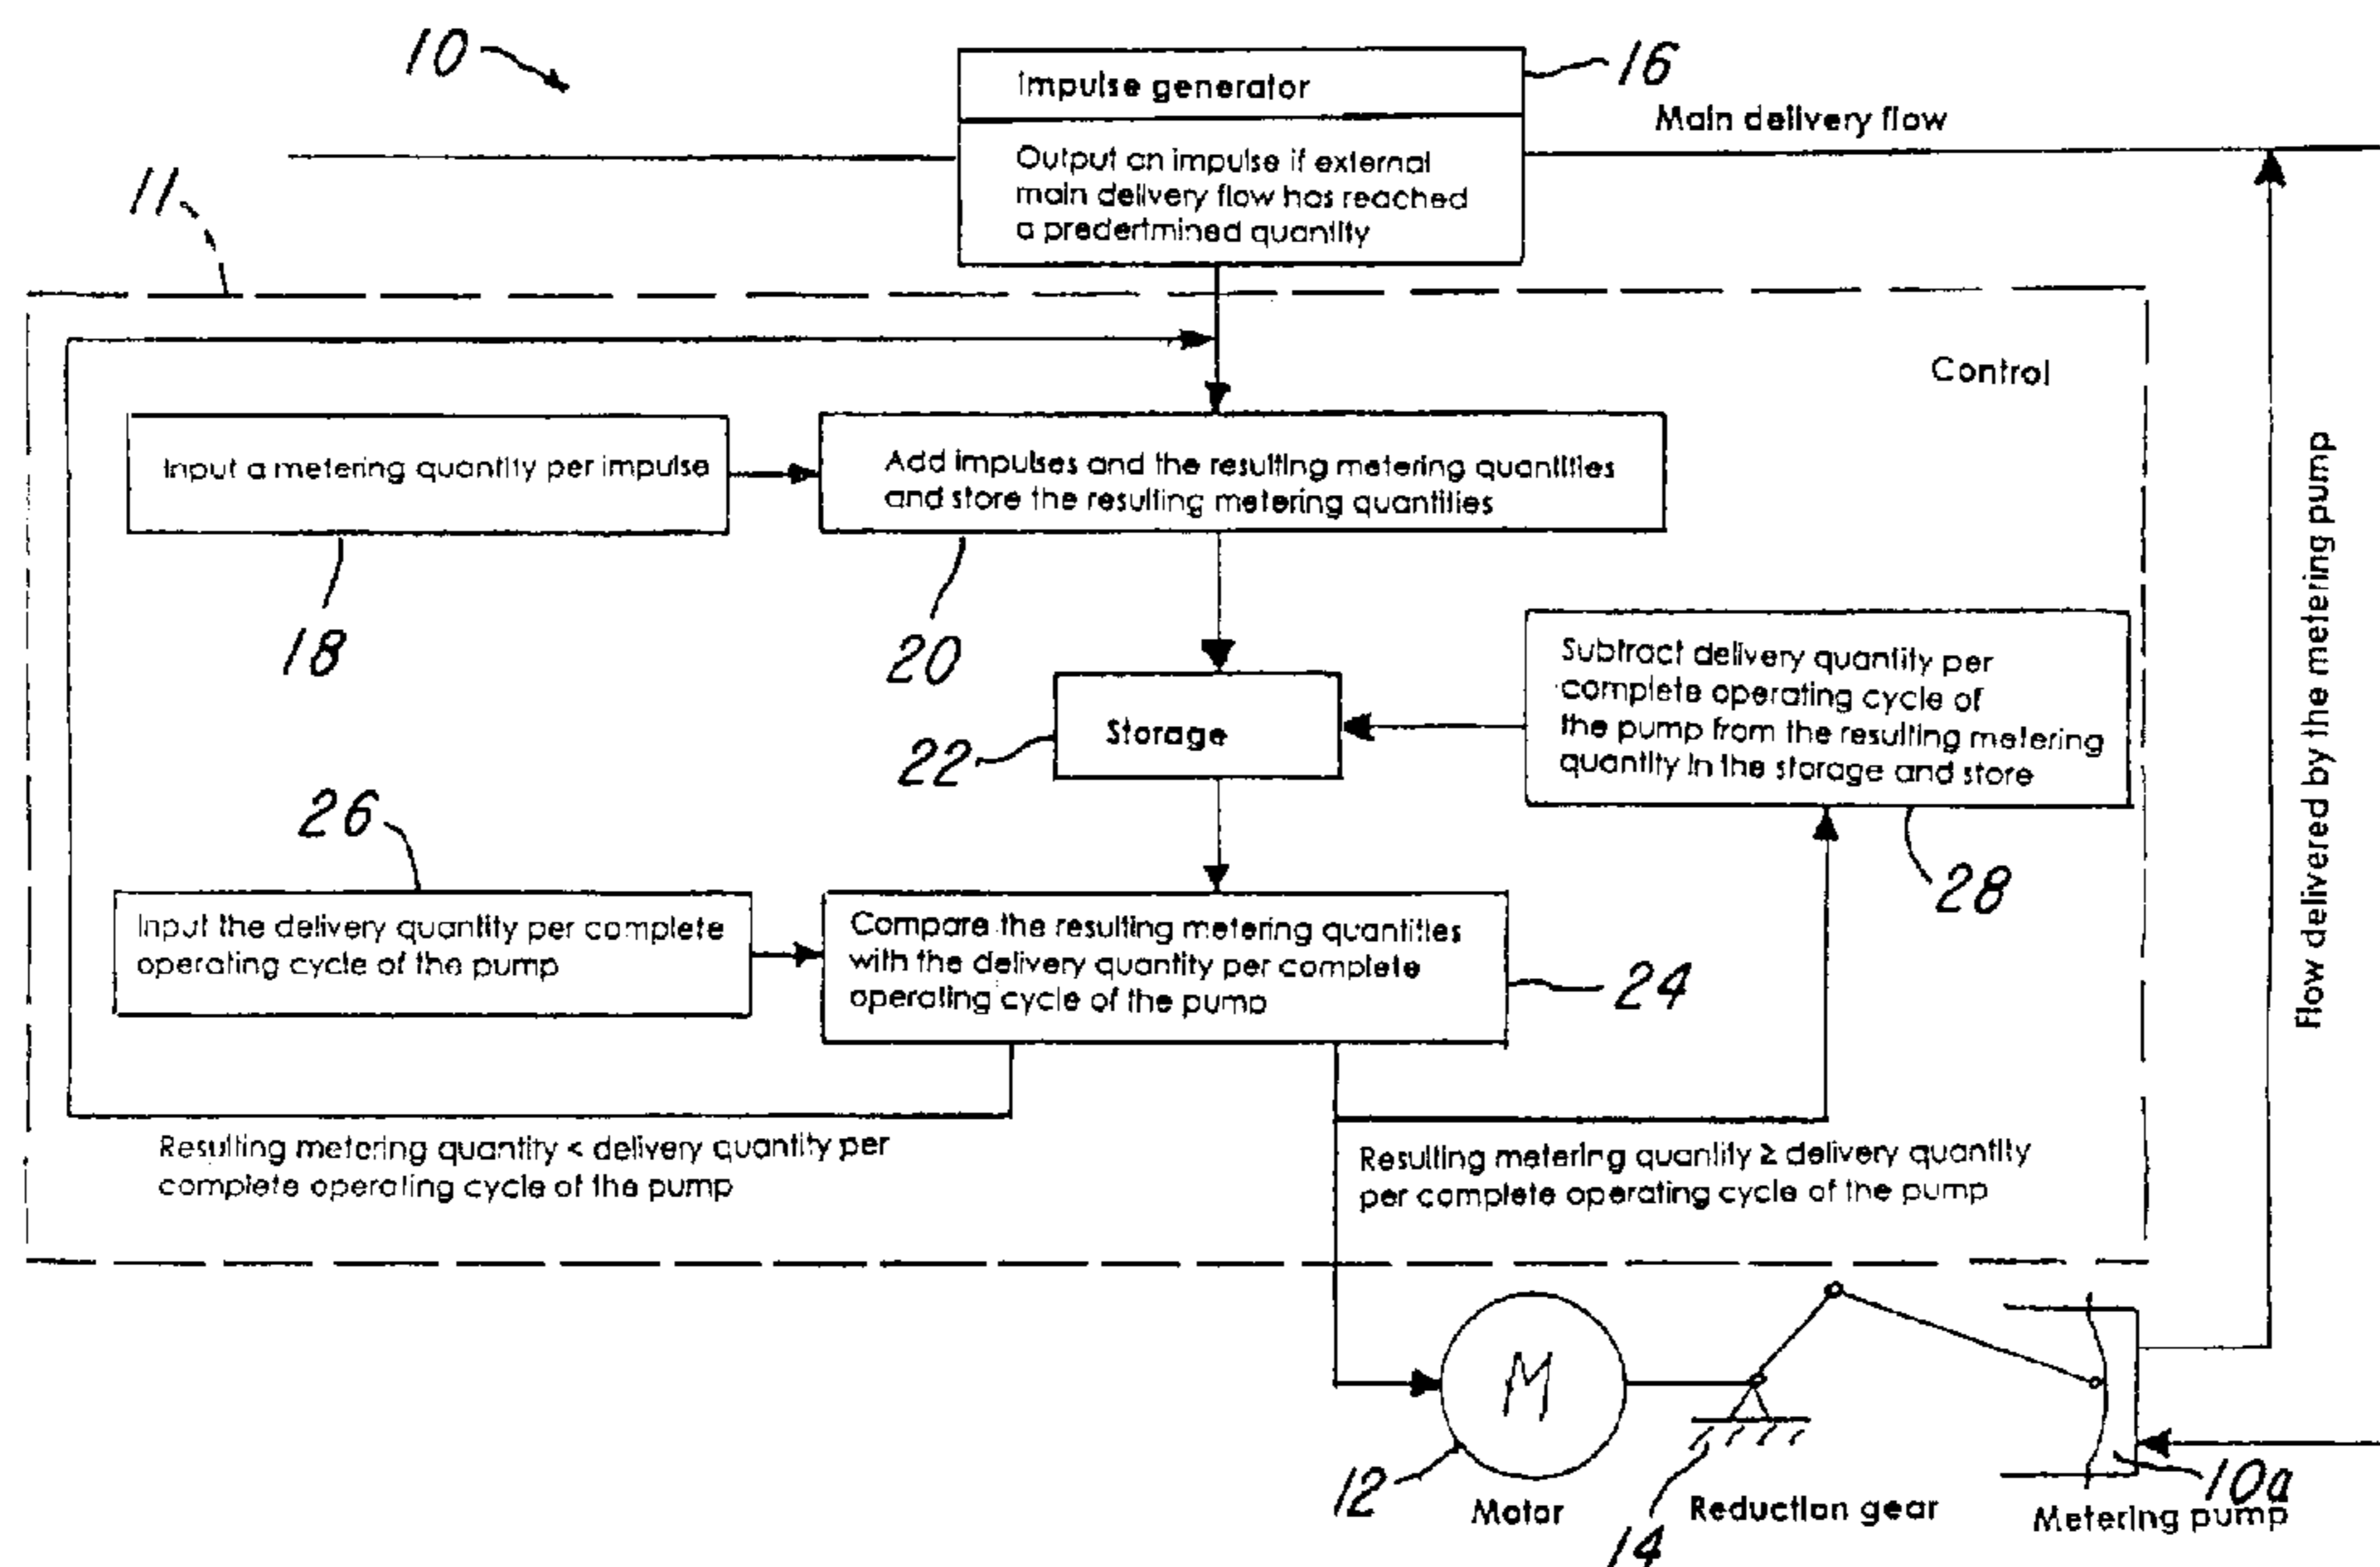 10
Impulse generator
16
Main delivery flow
Output an impulse if external
main delivery flow has reached
a predertmined quantity
11
Control
Input a metering quantity per impulse
Add impulses and the resulting metering quantities
and store the resulting metering quantities
18
20
Subtract delivery quantity per
complete operating cycle of
the pump from the resulting metering
quantity in the storage and store
Storage
22
28
Flow delivered by the metering pump
26
Input the delivery quantity per complete
operating cycle of the pump
Compare the resulting metering quantities
with the delivery quantity per complete
operating cycle of the pump
24
Resulting metering quantity < delivery quantity per
complete operating cycle of the pump
Resulting metering quantity ≥ delivery quantity
per complete operating cycle of the pump
M
12
Motor
14
Reduction gear
10a
Metering pump